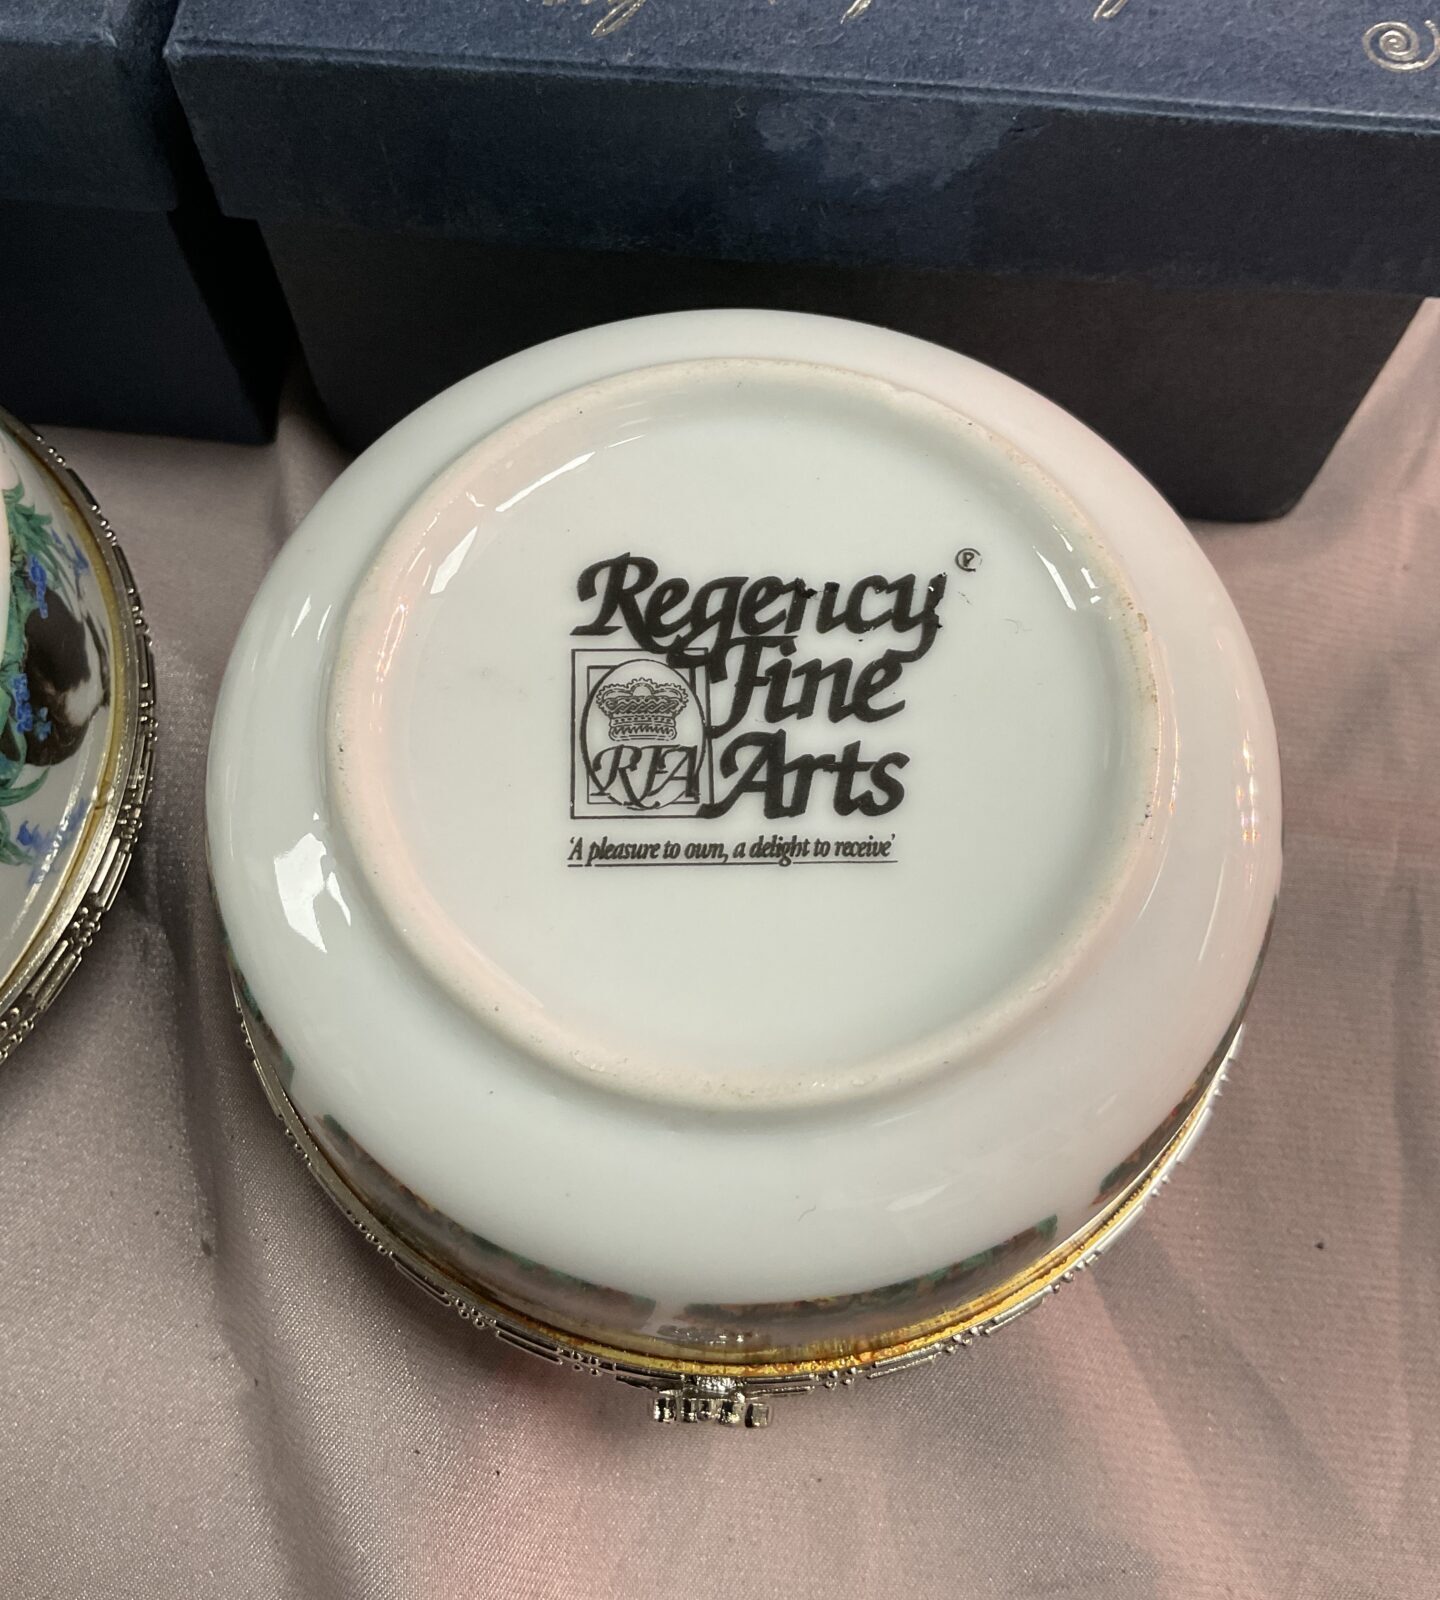 Regency
Fine
Arts
RFA
'A pleasure to own, a delight to receive'